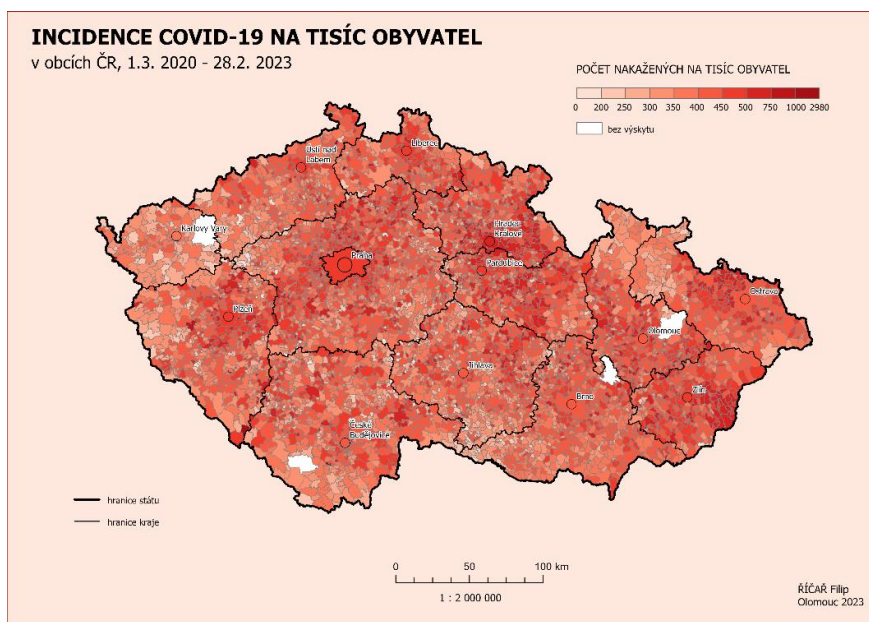 INCIDENCE COVID-19 NA TISÍC OBYVATEL
v obcích ČR, 1.3. 2020 - 28.2. 2023
POČET NAKAŽENÝCH NA TISÍC OBYVATEL
0 200 250 300 350 400 450 500 750 1000 2980
bez výskytu
Liberec
Ústí nad
Labem
Karlovy Vary
Hradec
Králové
Praha
Pardubice
Ostrava
Plzeň
Olomouc
Jihlava
Zlín
Brno
České
Budějovice
hranice státu
hranice kraje
0 50 100 km
1 : 2 000 000
ŘÍČAŘ Filip
Olomouc 2023